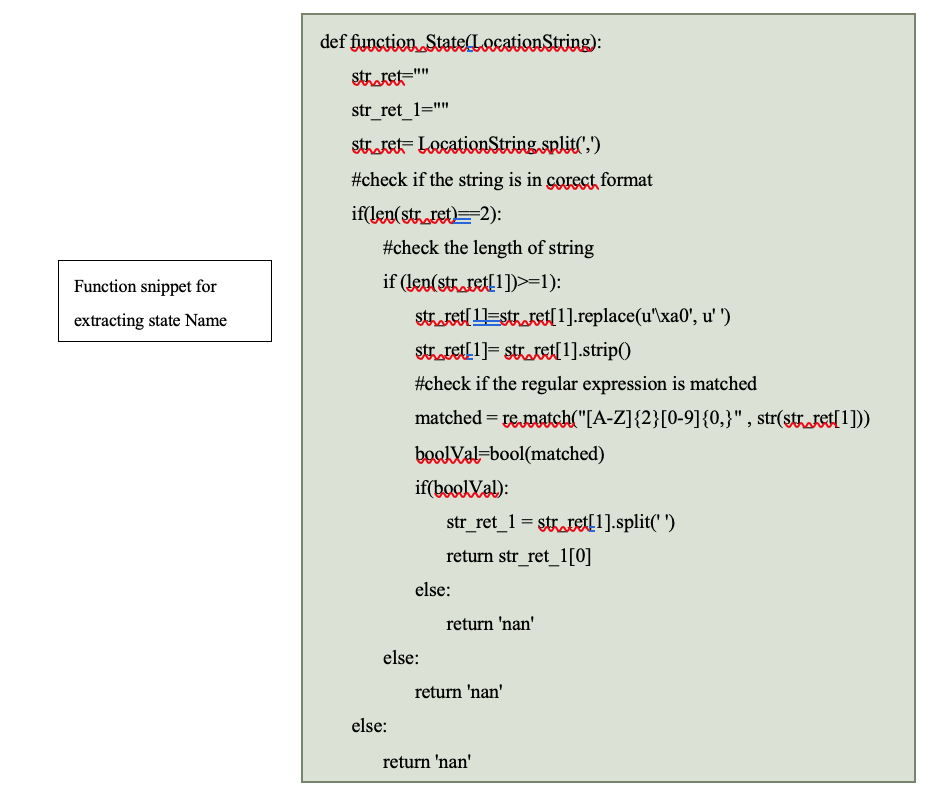 def function_State(LocationString):
str_ret=""
str_ret_1=""
str_ret= LocationString.split(',')
#check if the string is in corect format
if(len(str_ret)==2):
#check the length of string
if (len(str_ret[1])>=1):
str_ret[1]=str_ret[1].replace(u'\xa0', u' ')
str_ret[1]= str_ret[1].strip()
#check if the regular expression is matched
matched = re.match("[A-Z]{2}[0-9]{0,}" , str(str_ret[1]))
boolVal=bool(matched)
if(boolVal):
str_ret_1 = str_ret[1].split(' ')
return str_ret_1[0]
else:
return 'nan'
else:
return 'nan'
else:
return 'nan'
Function snippet for
extracting state Name